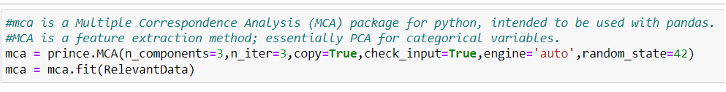 #mca is a Multiple Correspondence Analysis (MCA) package for python, intended to be used with pandas.
#MCA is a feature extraction method; essentially PCA for categorical variables.
mca = prince.MCA(n_components=3,n_iter=3,copy=True,check_input=True,engine='auto',random_state=42)
mca = mca.fit(RelevantData)